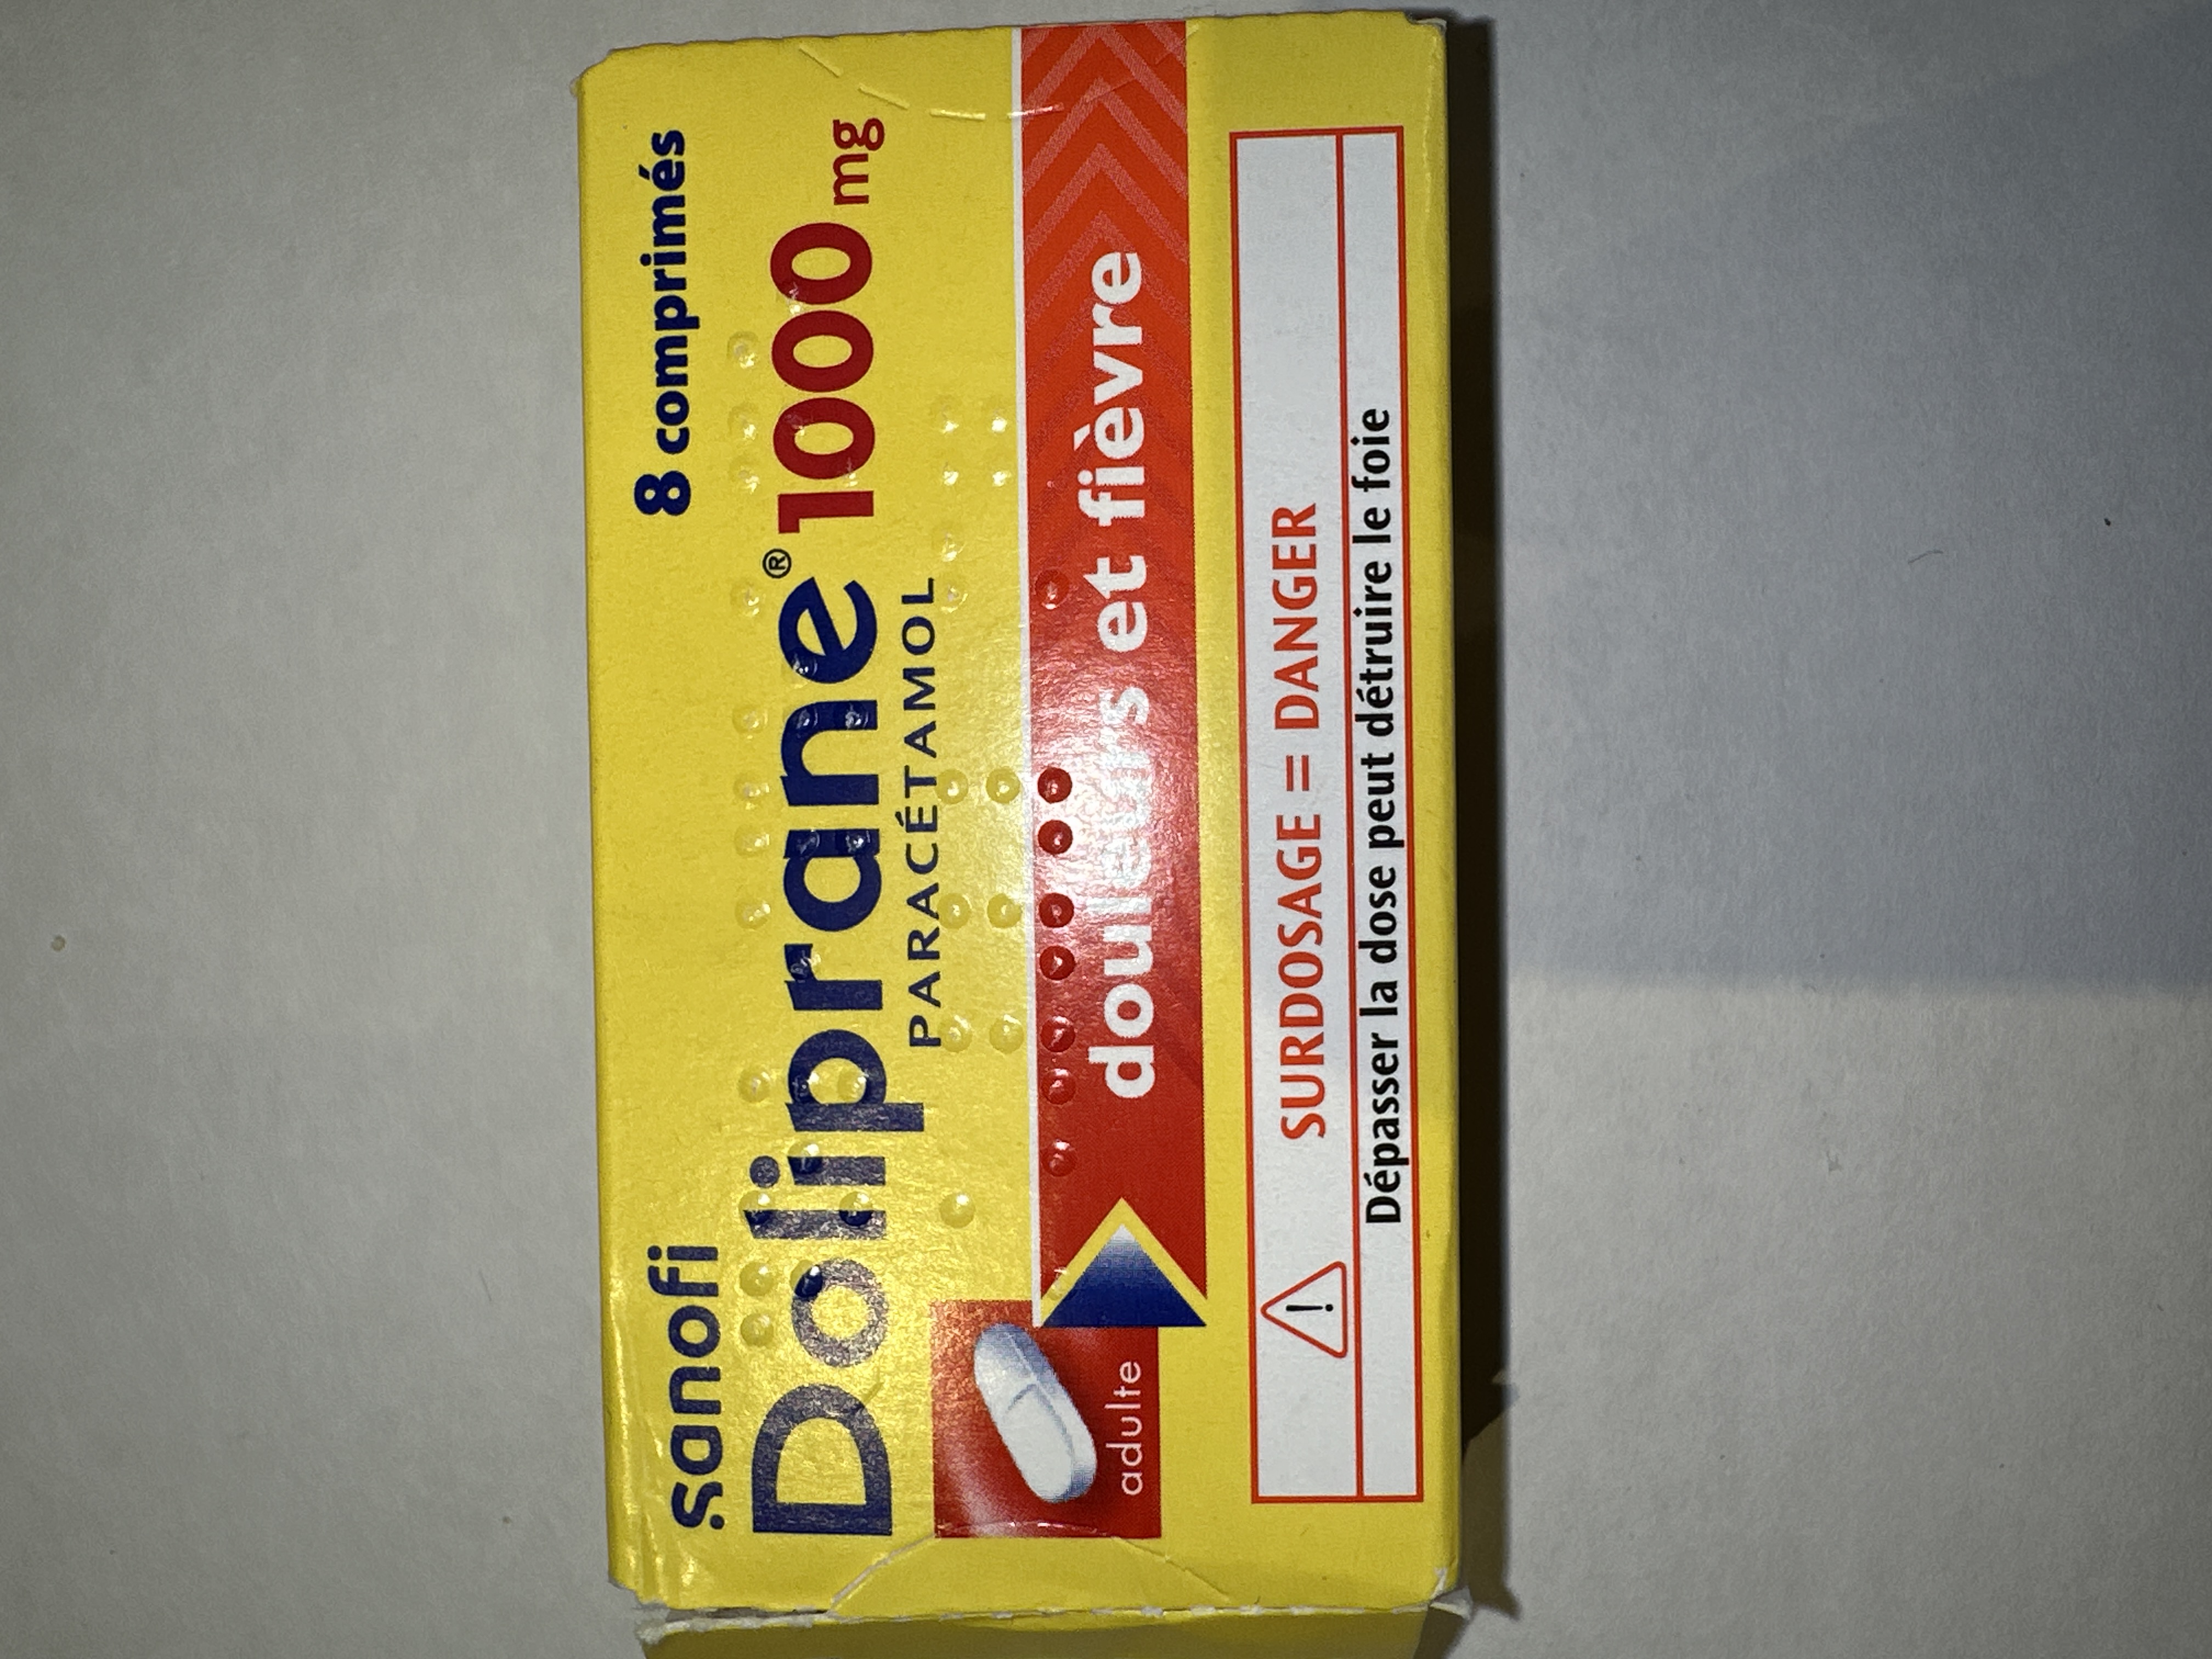 sanofi
8 comprimés
Doliprane® 1000 mg
PARACÉTAMOL
douleurs et fièvre
adulte
! SURDOSAGE = DANGER
Dépasser la dose peut détruire le foie